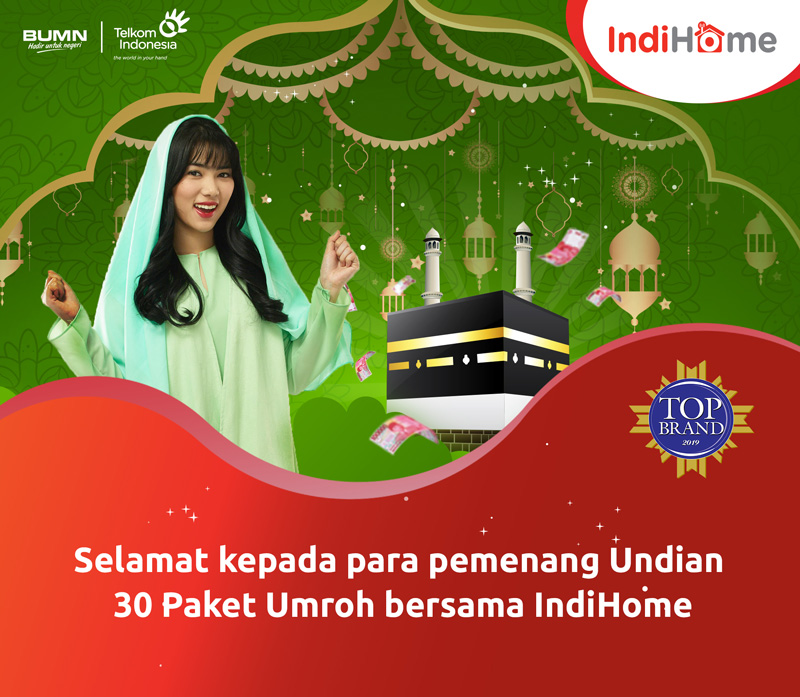 BUMN
Hadir untuk negeri
Telkom
Indonesia
the world in your hand
IndiHome
TOP
BRAND
2019
Selamat kepada para pemenang Undian
30 Paket Umroh bersama IndiHome